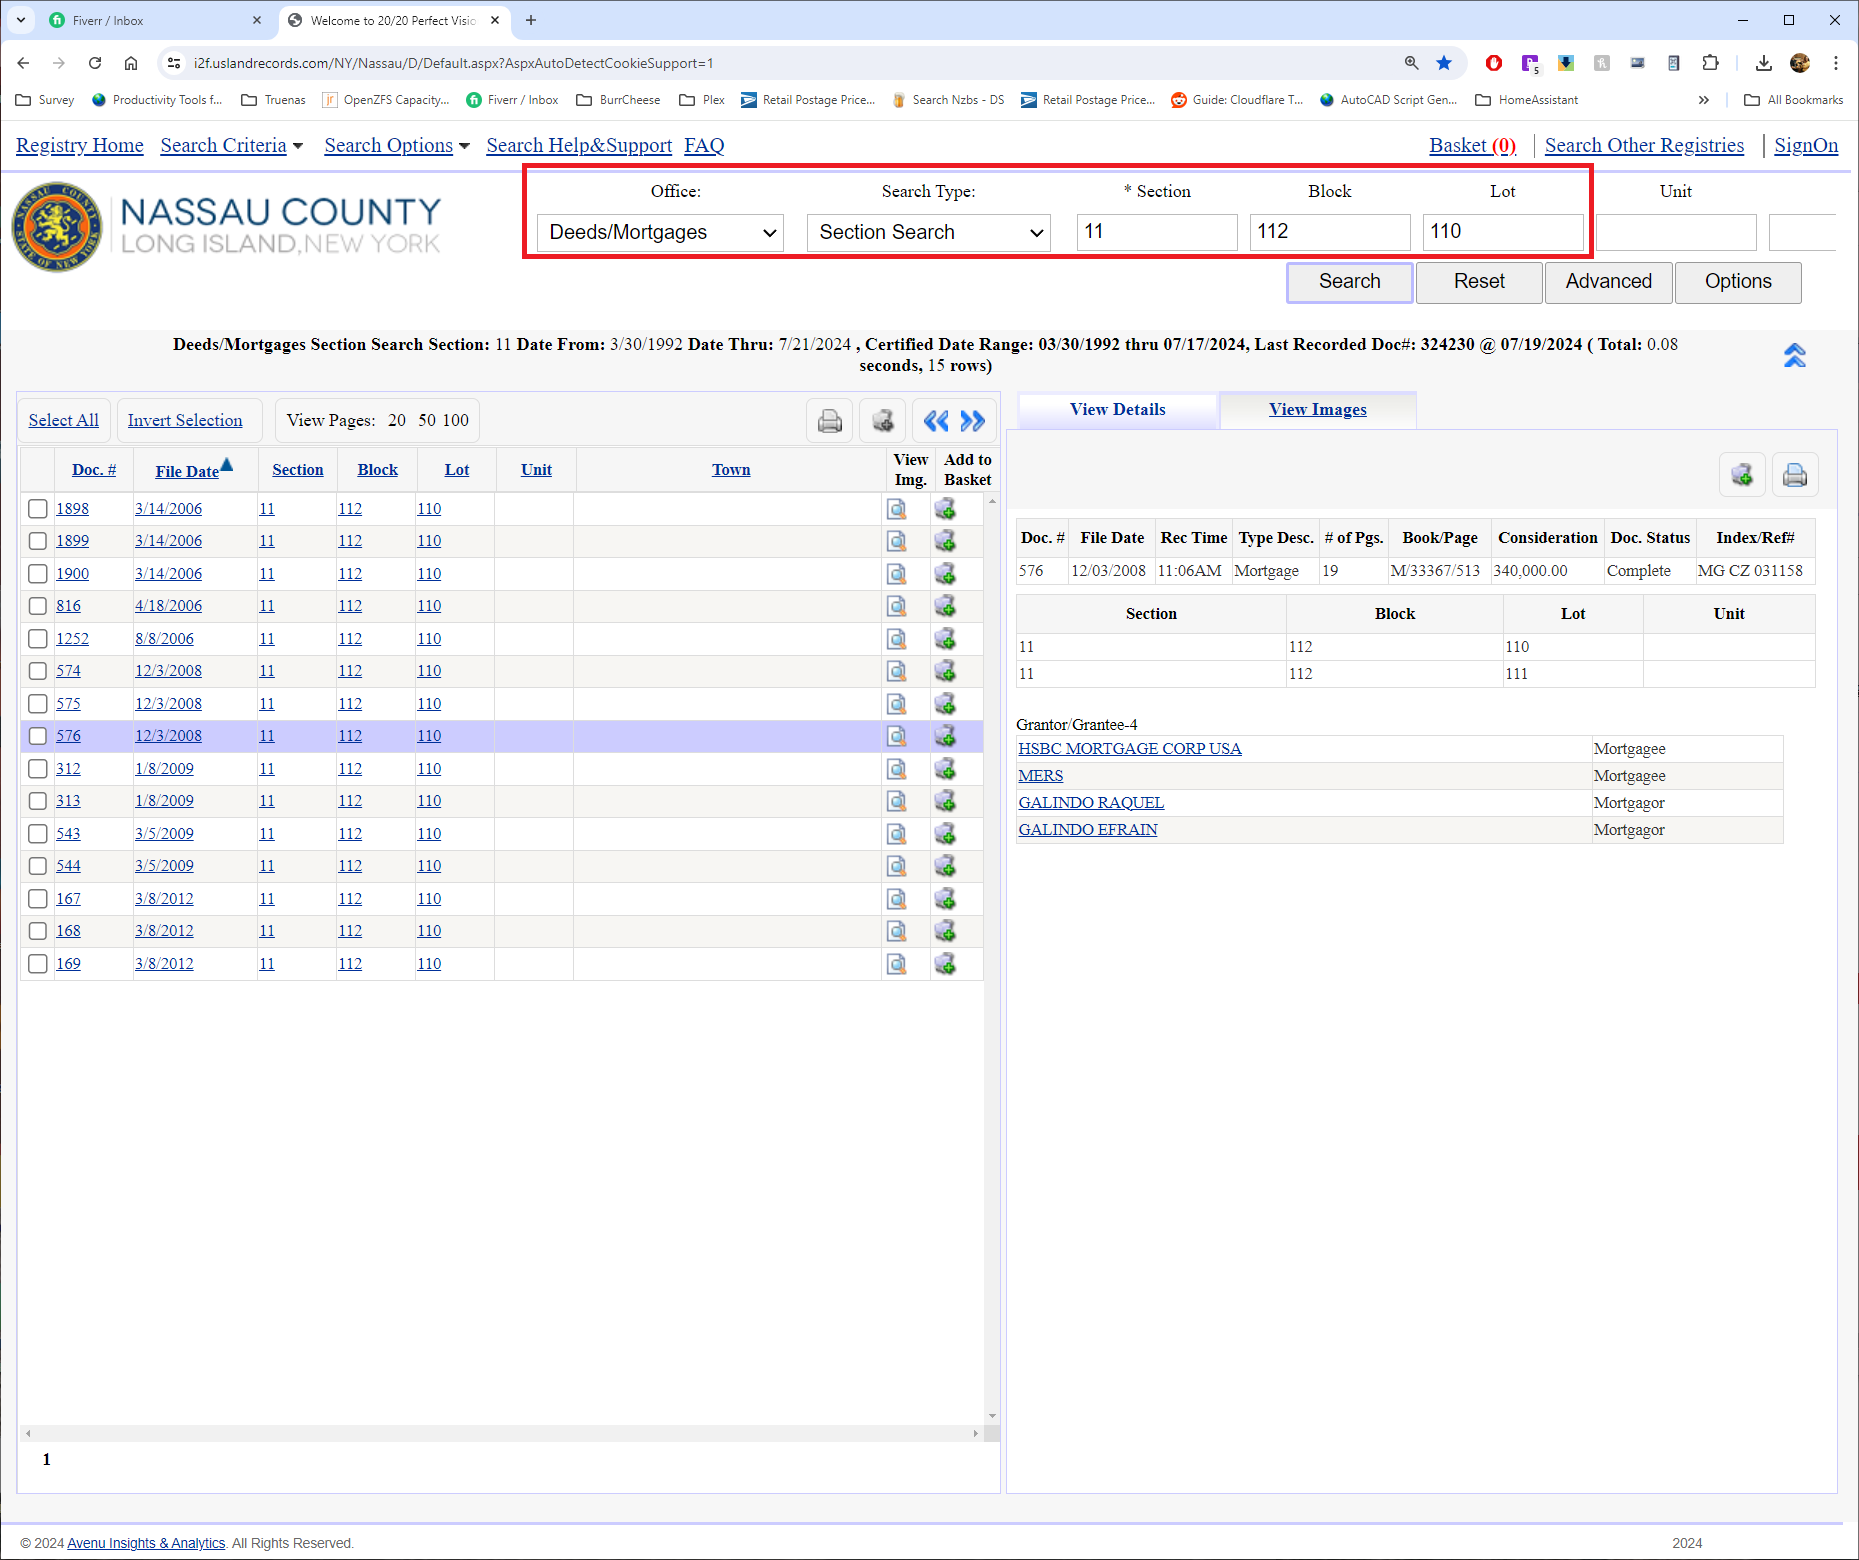 Fiverr / Inbox
Welcome to 20/20 Perfect Visio
i2f.uslandrecords.com/NY/Nassau/D/Default.aspx?AspxAutoDetectCookieSupport=1
5
Survey Productivity Tools f... Truenas OpenZFS Capacity... Fiverr / Inbox BurrCheese Plex Retail Postage Price... Search Nzbs - DS Retail Postage Price... Guide: Cloudflare T... AutoCAD Script Gen... HomeAssistant » All Bookmarks
Registry Home Search Criteria Search Options Search Help&Support FAQ Basket (0) Search Other Registries SignOn
NASSAU COUNTY
LONG ISLAND, NEW YORK
Office: Search Type: * Section Block Lot Unit
Deeds/Mortgages Section Search 11 112 110
Search Reset Advanced Options
Deeds/Mortgages Section Search Section: 11 Date From: 3/30/1992 Date Thru: 7/21/2024 , Certified Date Range: 03/30/1992 thru 07/17/2024, Last Recorded Doc#: 324230 @ 07/19/2024 ( Total: 0.08
seconds, 15 rows)
Select All Invert Selection View Pages: 20 50 100
Doc. # File Date Section Block Lot Unit Town View Img. Add to Basket
1898 3/14/2006 11 112 110
1899 3/14/2006 11 112 110
1900 3/14/2006 11 112 110
816 4/18/2006 11 112 110
1252 8/8/2006 11 112 110
574 12/3/2008 11 112 110
575 12/3/2008 11 112 110
576 12/3/2008 11 112 110
312 1/8/2009 11 112 110
313 1/8/2009 11 112 110
543 3/5/2009 11 112 110
544 3/5/2009 11 112 110
167 3/8/2012 11 112 110
168 3/8/2012 11 112 110
169 3/8/2012 11 112 110
1
View Details View Images
Doc. # File Date Rec Time Type Desc. # of Pgs. Book/Page Consideration Doc. Status Index/Ref#
576 12/03/2008 11:06AM Mortgage 19 M/33367/513 340,000.00 Complete MG CZ 031158
Section Block Lot Unit
11 112 110
11 112 111
Grantor/Grantee-4
HSBC MORTGAGE CORP USA Mortgagee
MERS Mortgagee
GALINDO RAQUEL Mortgagor
GALINDO EFRAIN Mortgagor
© 2024 Avenu Insights & Analytics. All Rights Reserved. 2024